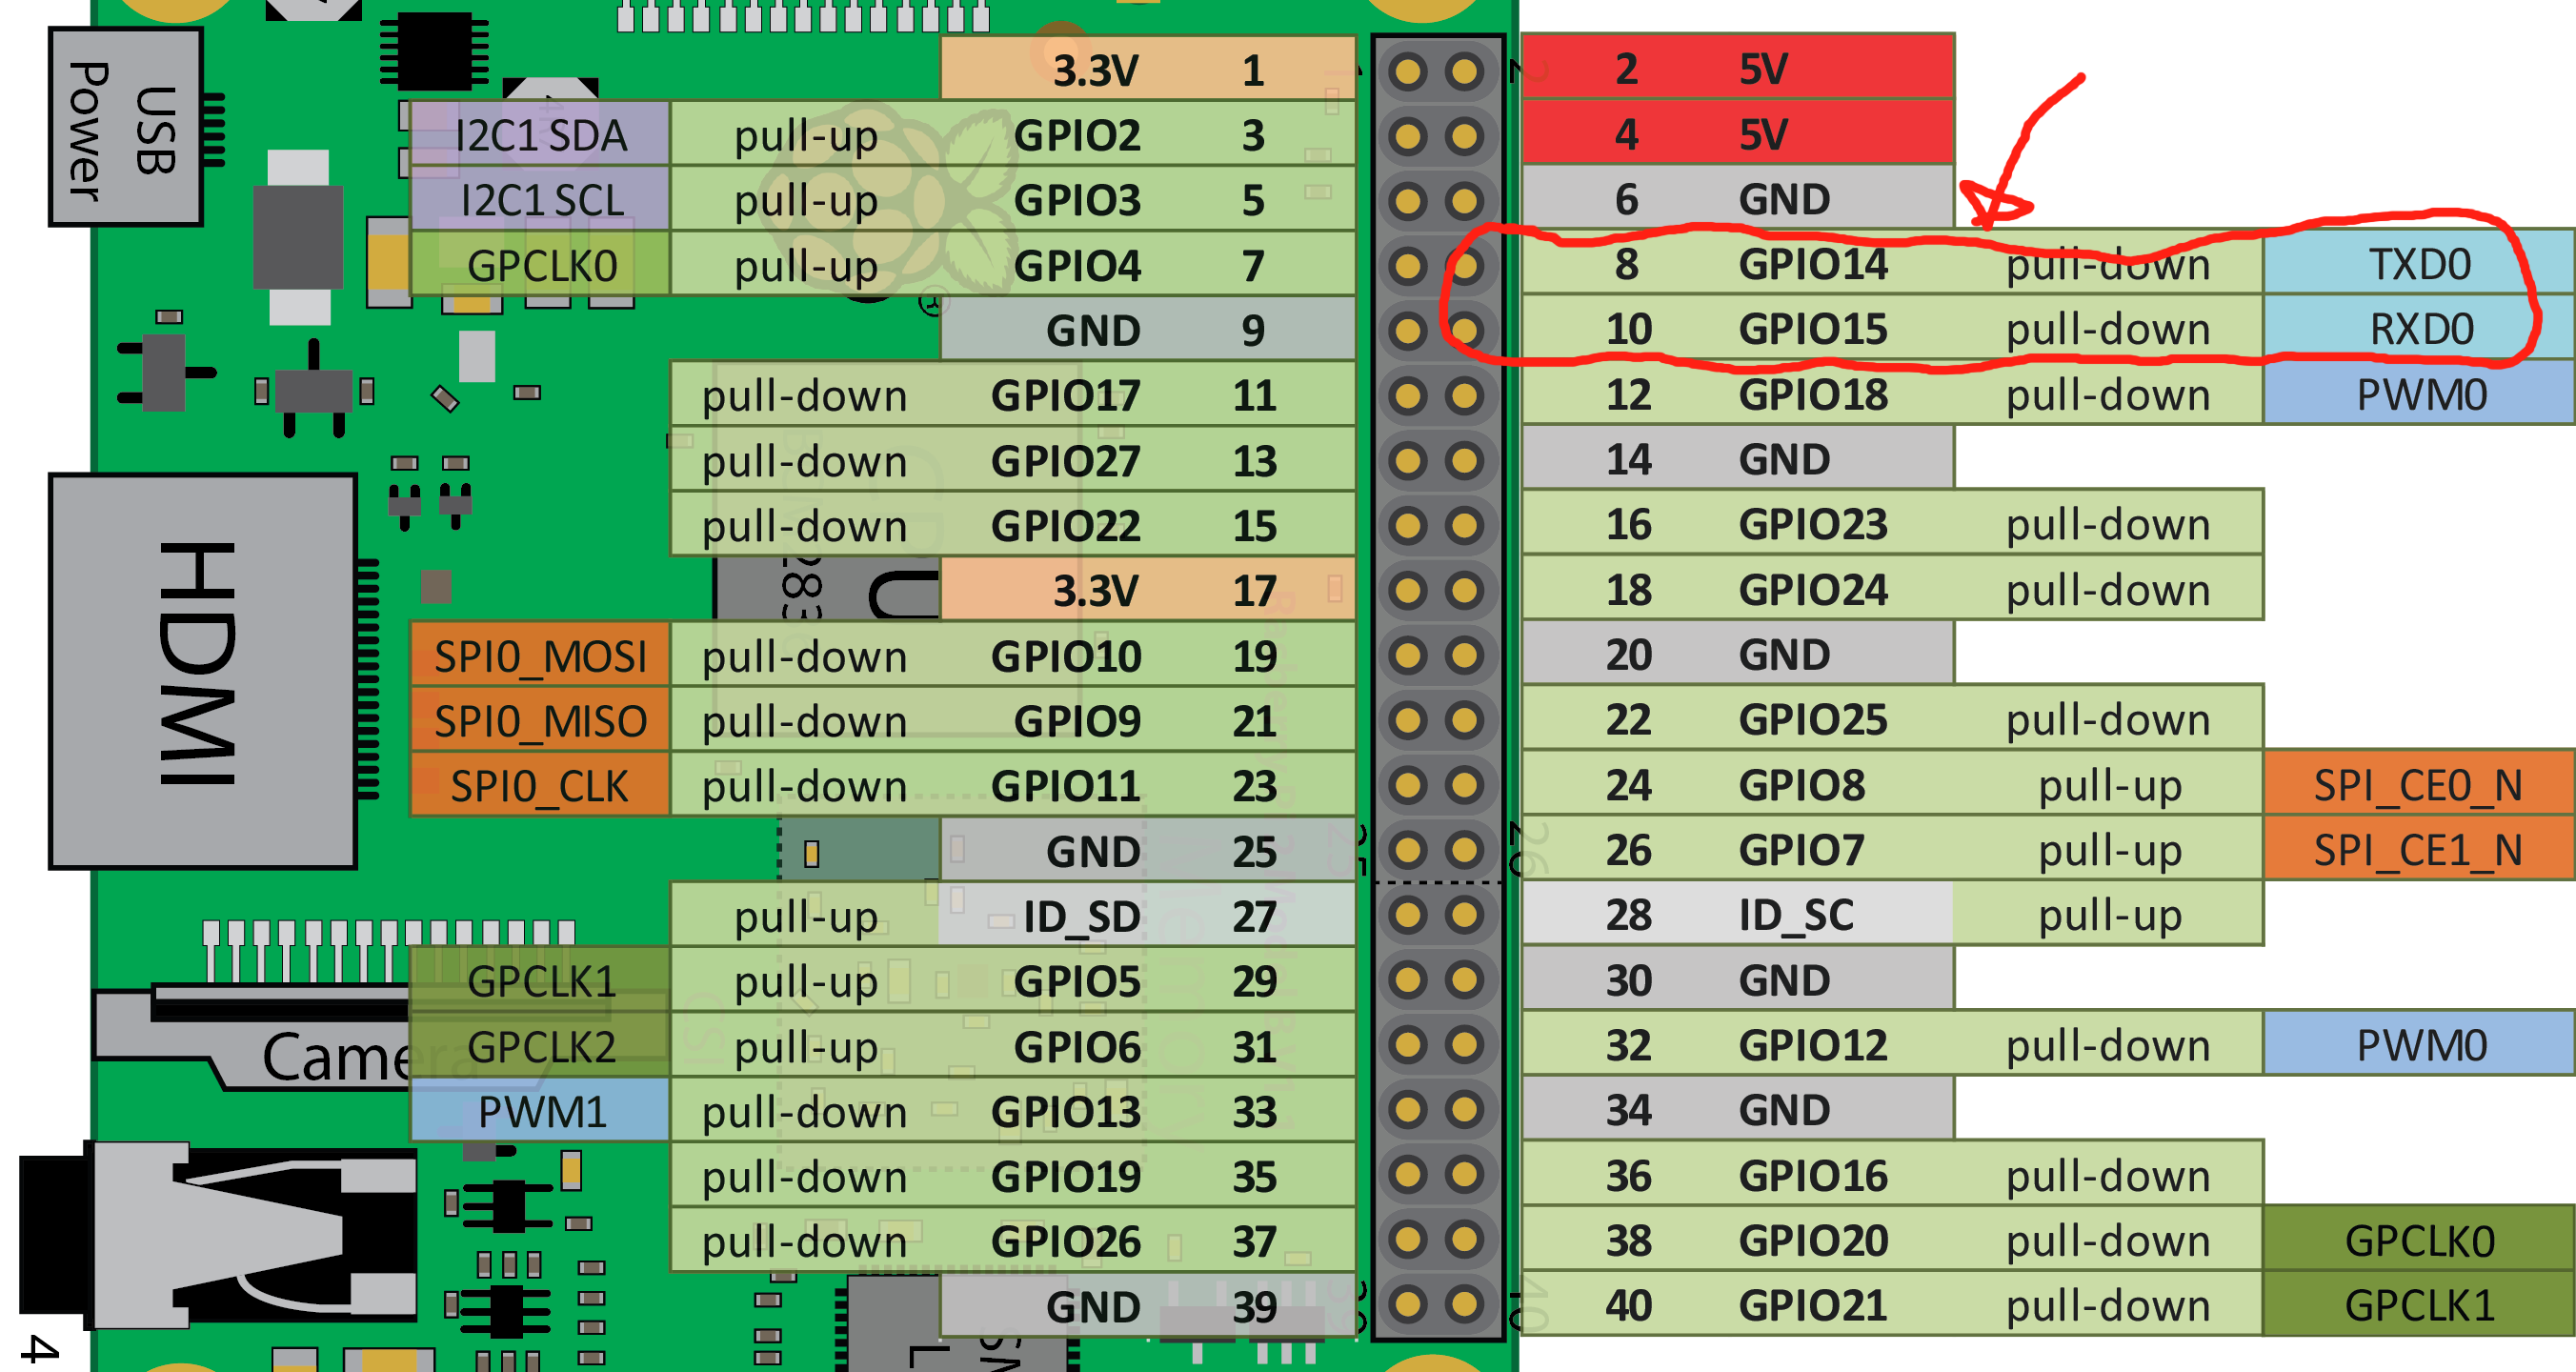 USB Power
HDMI
Camera
4
3.3V 1
I2C1 SDA pull-up GPIO2 3
I2C1 SCL pull-up GPIO3 5
GPCLK0 pull-up GPIO4 7
®
GND 9
pull-down GPIO17 11
pull-down GPIO27 13
pull-down GPIO22 15
3.3V 17
SPI0_MOSI pull-down GPIO10 19
SPI0_MISO pull-down GPIO9 21
SPI0_CLK pull-down GPIO11 23
GND 25
pull-up ID_SD 27
GPCLK1 pull-up GPIO5 29
GPCLK2 pull-up GPIO6 31
PWM1 pull-down GPIO13 33
pull-down GPIO19 35
pull-down GPIO26 37
GND 39
2 5V
4 5V
6 GND
8 GPIO14 pull-down TXD0
10 GPIO15 pull-down RXD0
12 GPIO18 pull-down PWM0
14 GND
16 GPIO23 pull-down
18 GPIO24 pull-down
20 GND
22 GPIO25 pull-down
24 GPIO8 pull-up SPI_CE0_N
26 GPIO7 pull-up SPI_CE1_N
28 ID_SC pull-up
30 GND
32 GPIO12 pull-down PWM0
34 GND
36 GPIO16 pull-down
38 GPIO20 pull-down GPCLK0
40 GPIO21 pull-down GPCLK1
2
26
40
CPU
CSI